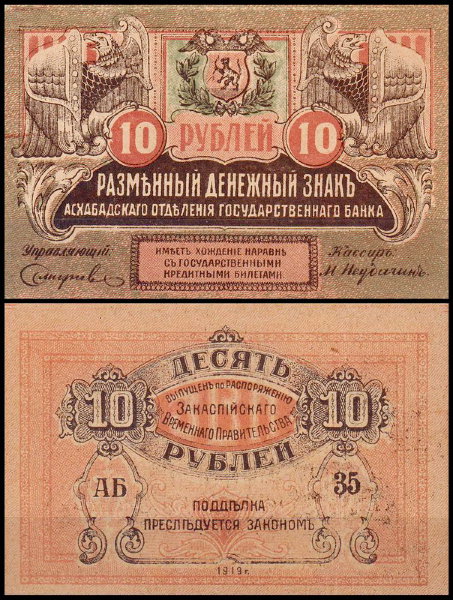 10 РУБЛЕЙ 10
РАЗМѢННЫЙ ДЕНЕЖНЫЙ ЗНАКЪ
АСХАБАДСКАГО ОТДѢЛЕНІЯ ГОСУДАРСТВЕННАГО БАНКА
Управляющій
ИМѢЕТЪ ХОЖДЕНІЕ НАРАВНѢ
СЪ ГОСУДАРСТВЕННЫМИ
КРЕДИТНЫМИ БИЛЕТАМИ.
Кассиръ
ДЕСЯТЬ
ВЫПУЩЕНЪ ПО РАСПОРЯЖЕНІЮ
10 ЗАКАСПІЙСКАГО 10
ВРЕМЕННАГО ПРАВИТЕЛЬСТВА
РУБЛЕЙ
АБ 35
ПОДДѢЛКА
ПРЕСЛѢДУЕТСЯ ЗАКОНОМЪ
1919 г.